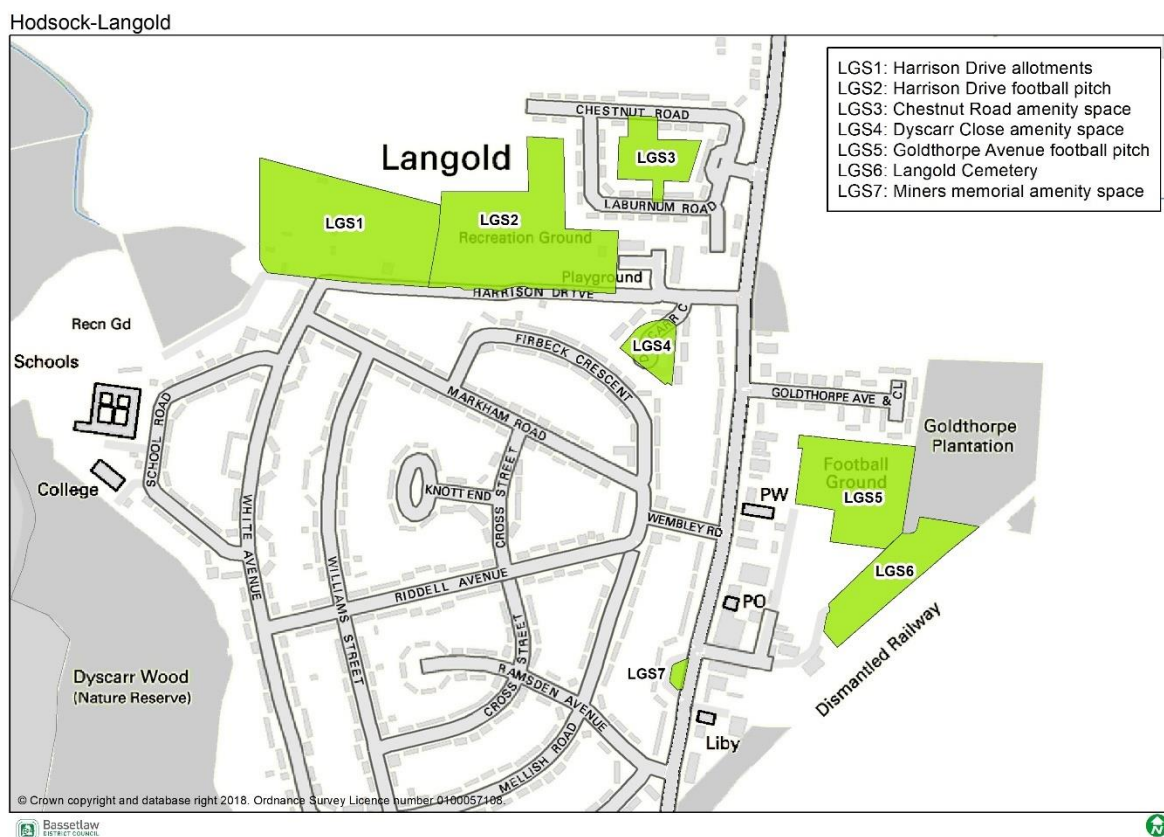 Hodsock-Langold
LGS1: Harrison Drive allotments
LGS2: Harrison Drive football pitch
LGS3: Chestnut Road amenity space
LGS4: Dyscarr Close amenity space
LGS5: Goldthorpe Avenue football pitch
LGS6: Langold Cemetery
LGS7: Miners memorial amenity space
CHESTNUT ROAD
Langold
LGS3
LABURNUM ROAD
LGS1
LGS2
Recreation Ground
Playground
HARRISON DRIVE
Recn Gd
Schools
LGS4
FIRBECK CRESCENT
MARKHAM ROAD
GOLDTHORPE AVE & CL
Goldthorpe
Plantation
SCHOOL ROAD
College
Football
Ground
LGS5
KNOTT END
CROSS STREET
PW
WEMBLEY RD
WHITE AVENUE
WILLIAMS STREET
RIDDELL AVENUE
LGS6
PO
Dismantled Railway
Dyscarr Wood
(Nature Reserve)
CROSS STREET
RAMSDEN AVENUE
LGS7
MELLISH ROAD
Liby
© Crown copyright and database right 2018. Ordnance Survey Licence number 0100057108.
Bassetlaw
DISTRICT COUNCIL
N